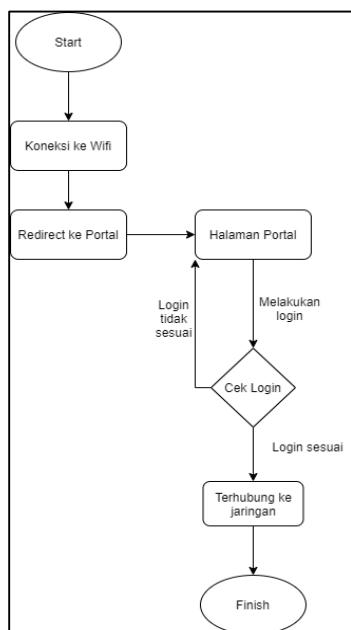 Start
Koneksi ke Wifi
Redirect ke Portal
Halaman Portal
Login
tidak
sesuai
Melakukan
login
Cek Login
Login sesuai
Terhubung ke
jaringan
Finish